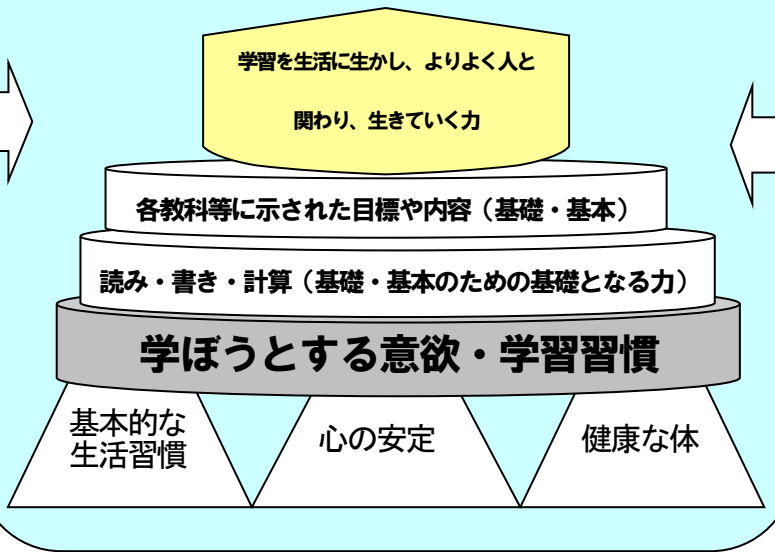 学習を生活に生かし、よりよく人と
関わり、生きていく力
各教科等に示された目標や内容（基礎・基本）
読み・書き・計算（基礎・基本のための基礎となる力）
学ぼうとする意欲・学習習慣
基本的な
生活習慣
心の安定
健康な体